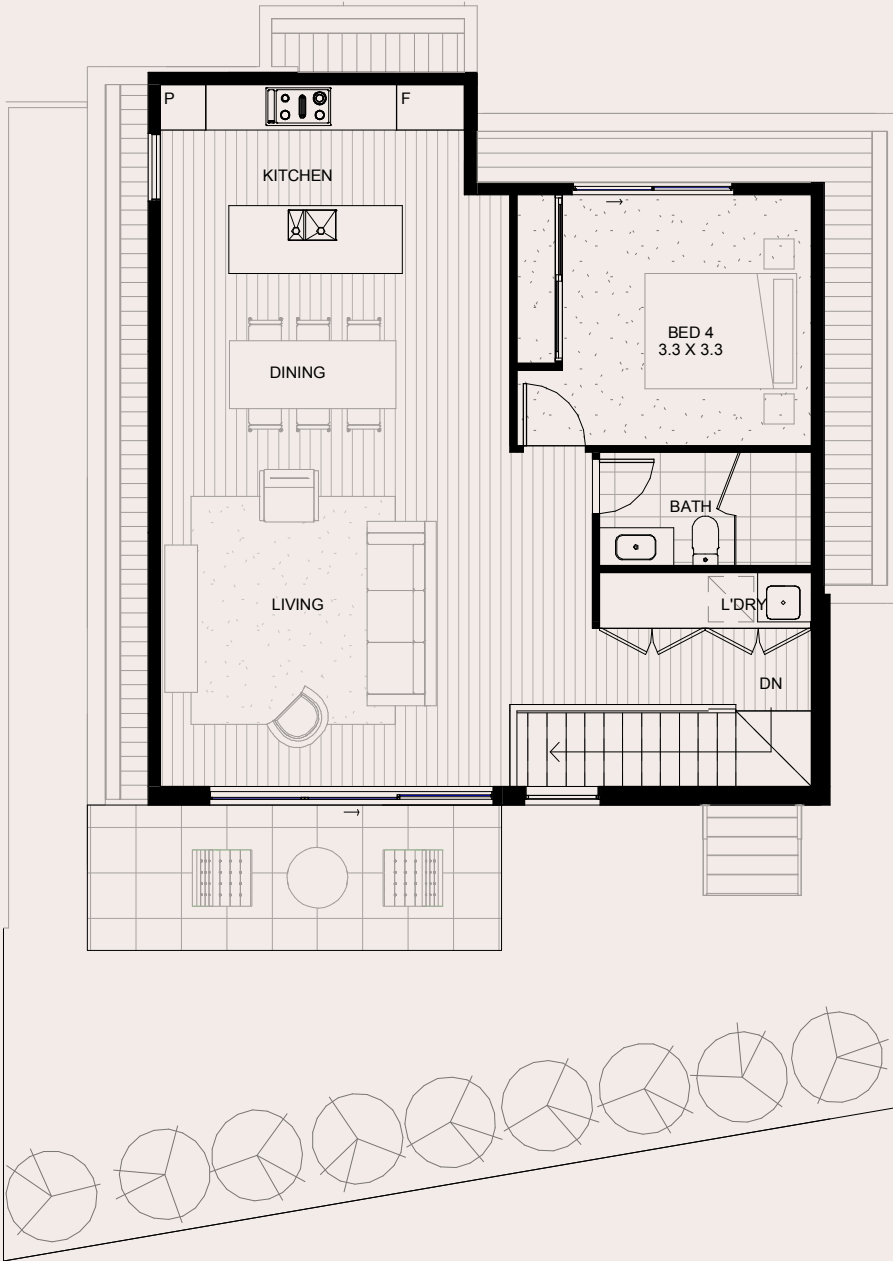 P
F
KITCHEN
BED 4
3.3 X 3.3
DINING
BATH
LIVING
L'DRY
DN